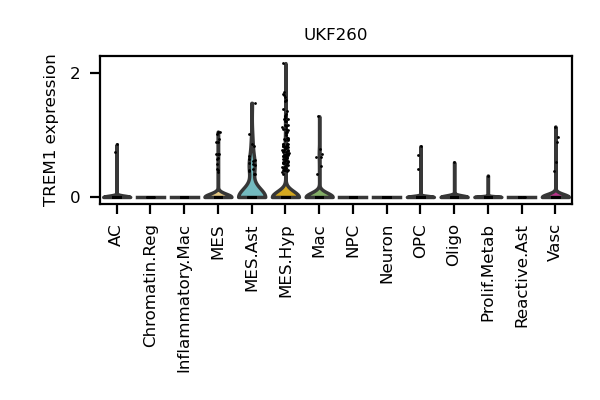 UKF260
TREM1 expression
2
0
AC
Chromatin.Reg
Inflammatory.Mac
MES
MES.Ast
MES.Hyp
Mac
NPC
Neuron
OPC
Oligo
Prolif.Metab
Reactive.Ast
Vasc